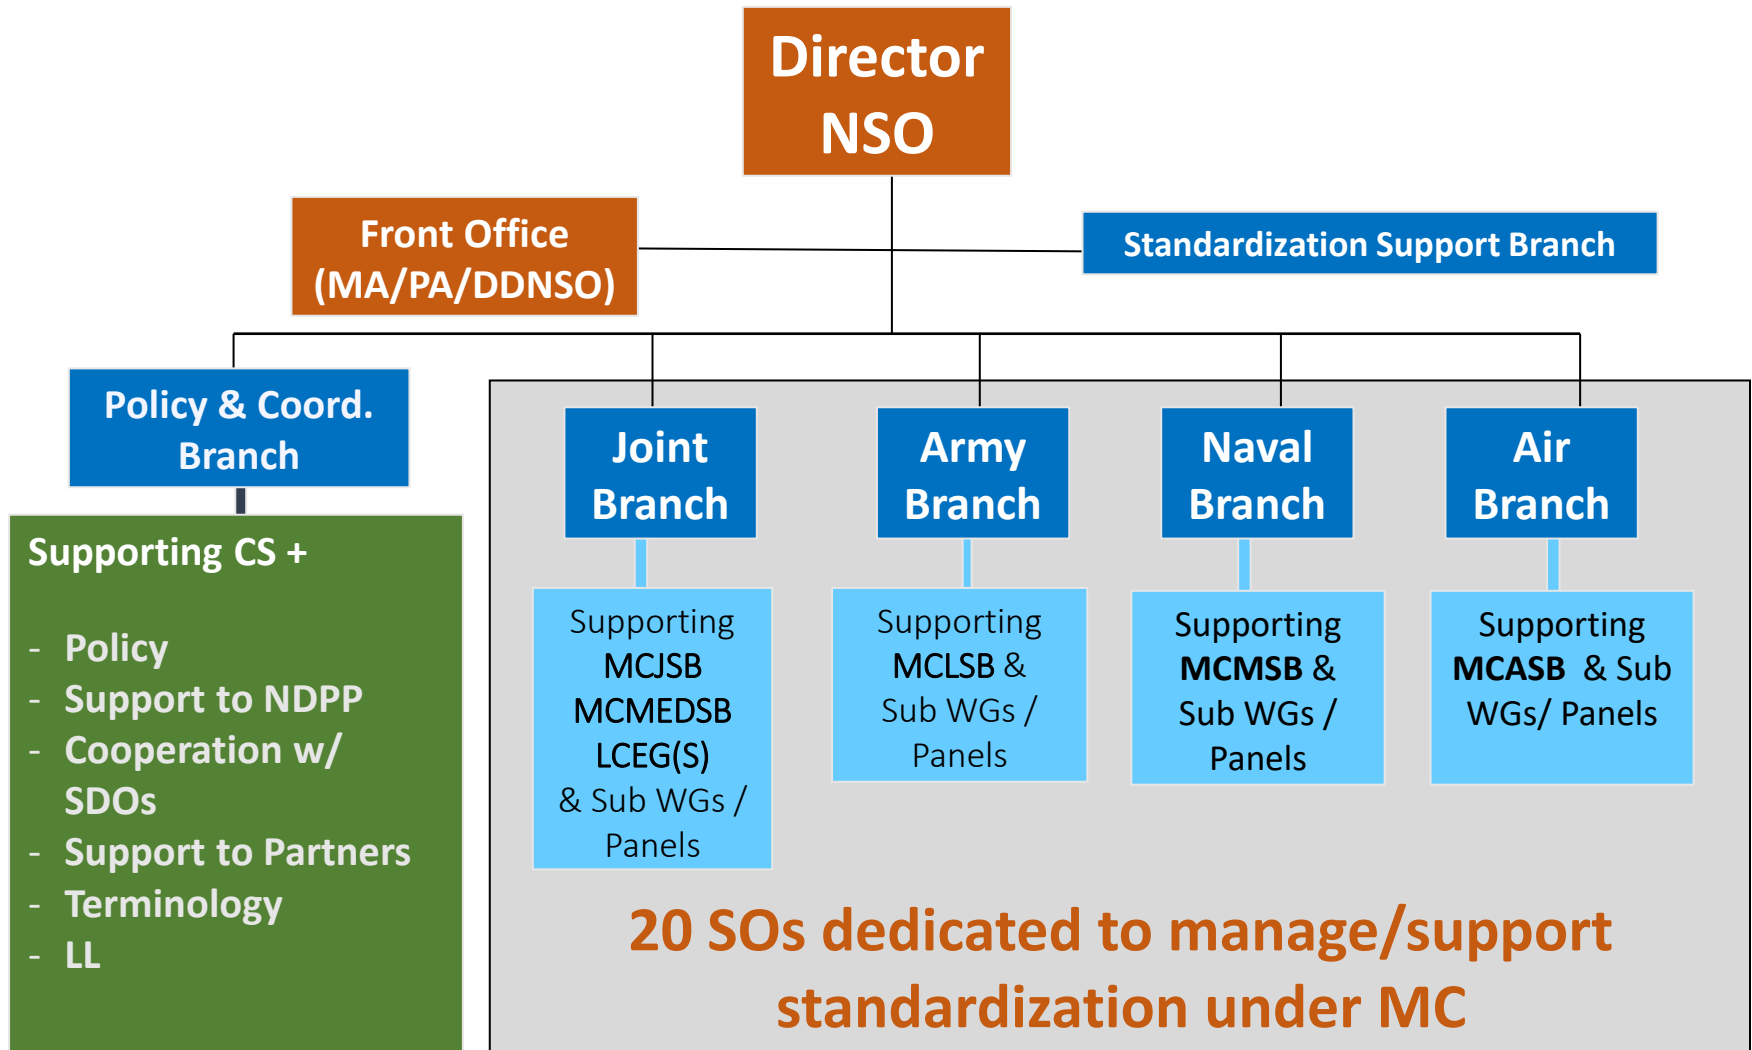 Director
NSO
Front Office
(MA/PA/DDNSO)
Standardization Support Branch
Policy & Coord.
Branch
Joint
Branch
Army
Branch
Naval
Branch
Air
Branch
Supporting CS +
- Policy
- Support to NDPP
- Cooperation w/
SDOs
- Support to Partners
- Terminology
- LL
Supporting
MCJSB
MCMEDSB
LCEG(S)
& Sub WGs /
Panels
Supporting
MCLSB &
Sub WGs /
Panels
Supporting
MCMSB &
Sub WGs /
Panels
Supporting
MCASB & Sub
WGs/ Panels
20 SOs dedicated to manage/support
standardization under MC